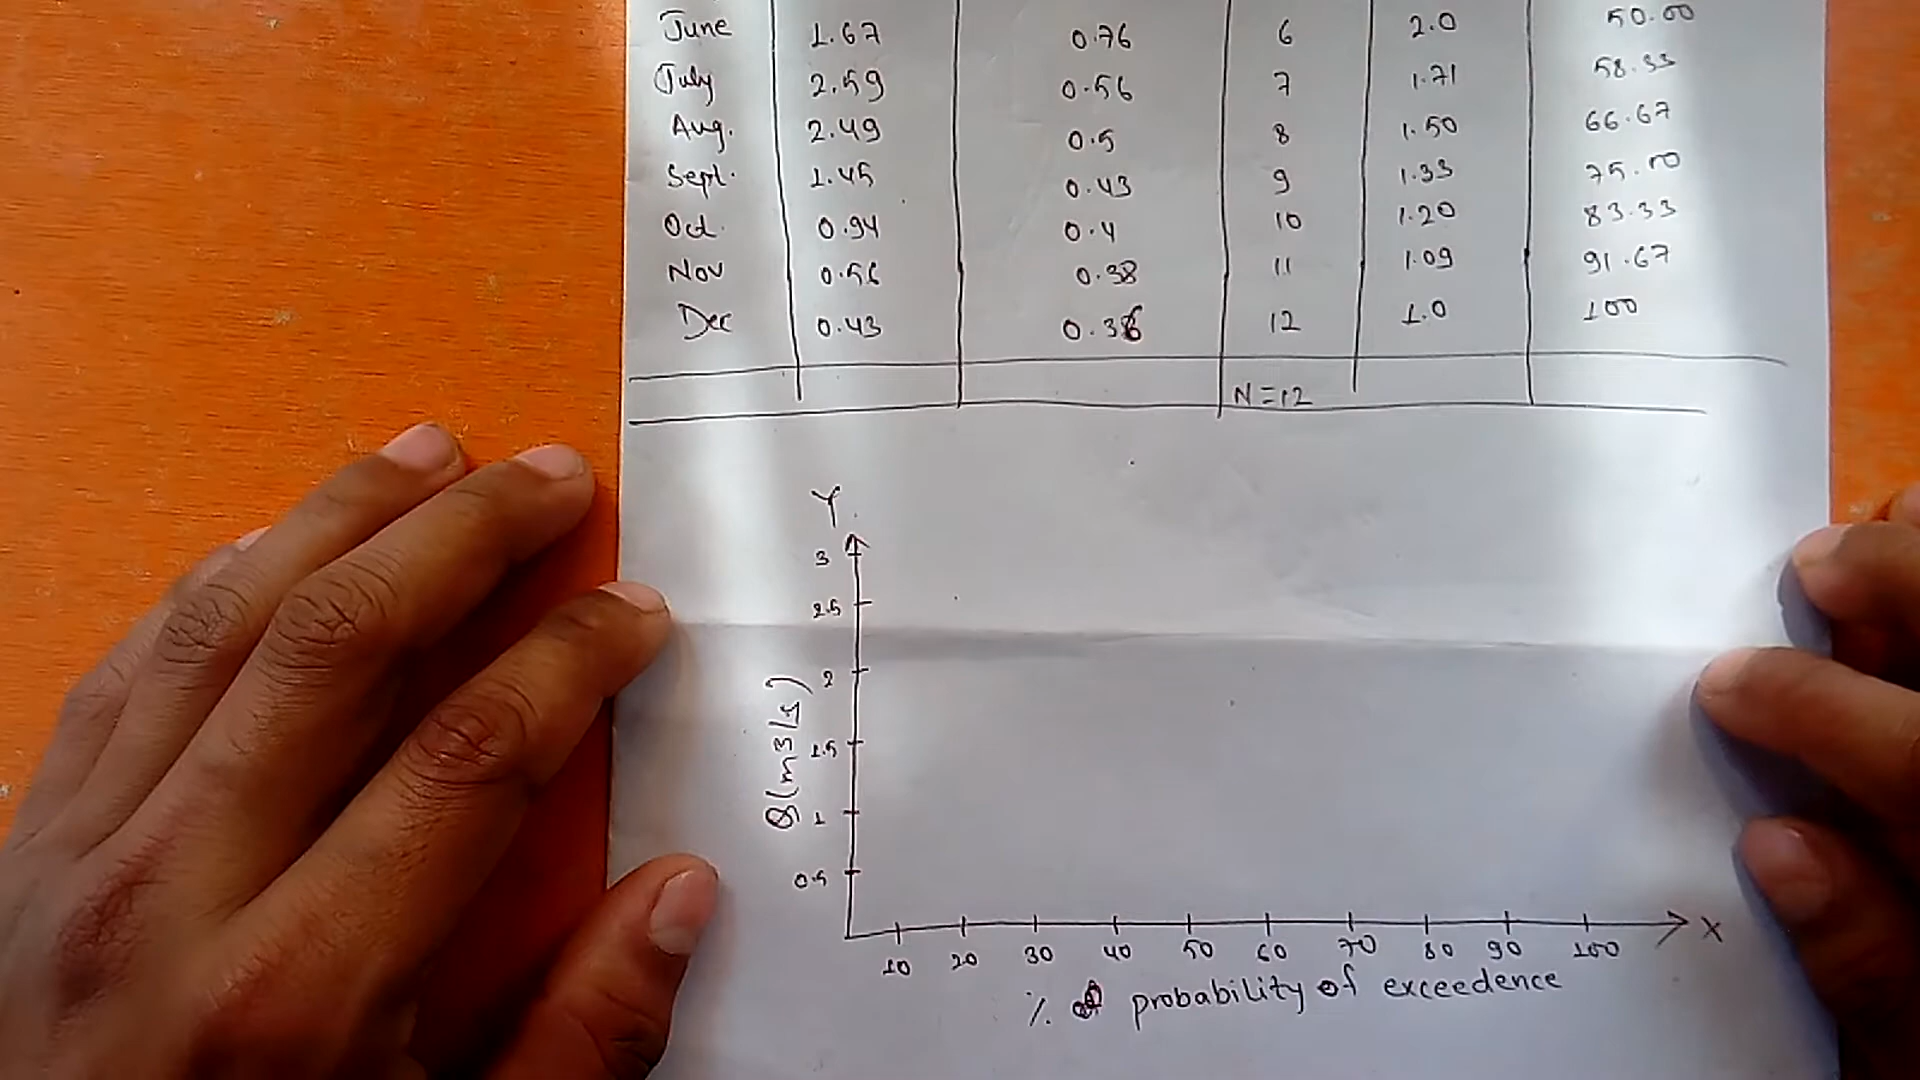 June 1.67 0.76 6 2.0 50.00
July 2.59 0.56 7 1.71 58.33
Aug. 2.49 0.5 8 1.50 66.67
Sept. 1.45 0.43 9 1.33 75.00
Oct. 0.94 0.4 10 1.20 83.33
Nov 0.56 0.38 11 1.09 91.67
Dec 0.43 0.36 12 1.0 100
N=12
Y
3
2.5
2
1.5
1
0.5
Q(m3/s)
10 20 30 40 50 60 70 80 90 100 X
% probability of exceedence